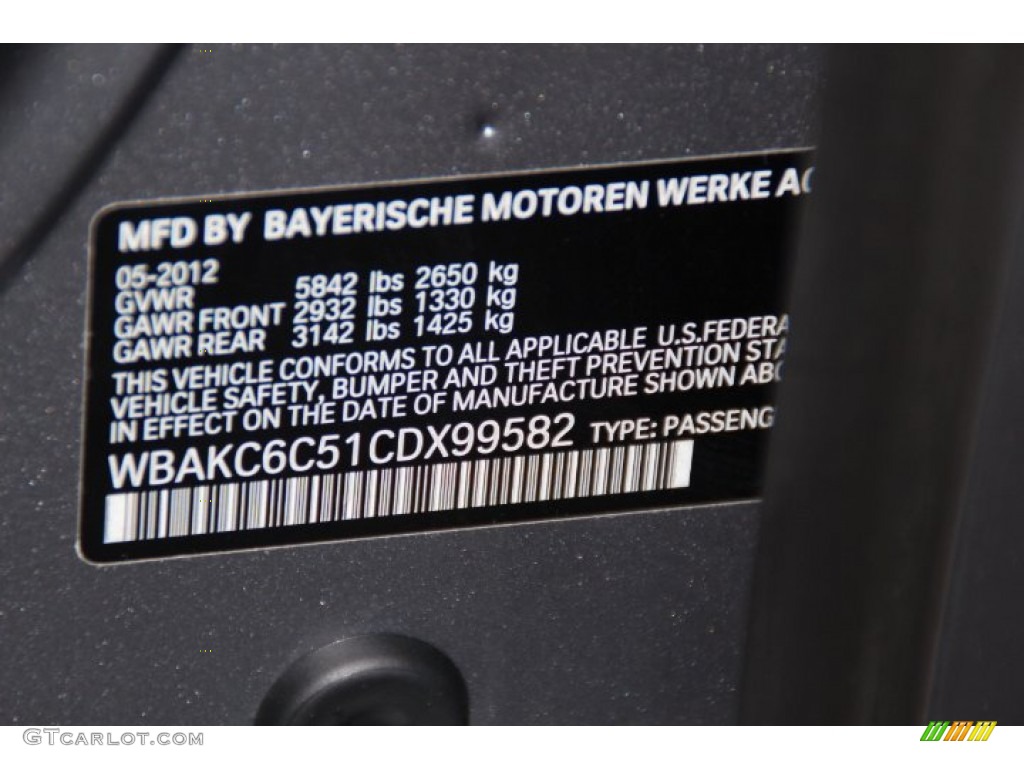 MFD BY BAYERISCHE MOTOREN WERKE AG
05-2012
GVWR 5842 lbs 2650 kg
GAWR FRONT 2932 lbs 1330 kg
GAWR REAR 3142 lbs 1425 kg
THIS VEHICLE CONFORMS TO ALL APPLICABLE U.S.FEDERA
VEHICLE SAFETY, BUMPER AND THEFT PREVENTION STA
IN EFFECT ON THE DATE OF MANUFACTURE SHOWN ABO
WBAKC6C51CDX99582 TYPE: PASSENG
GTCARLOT.COM